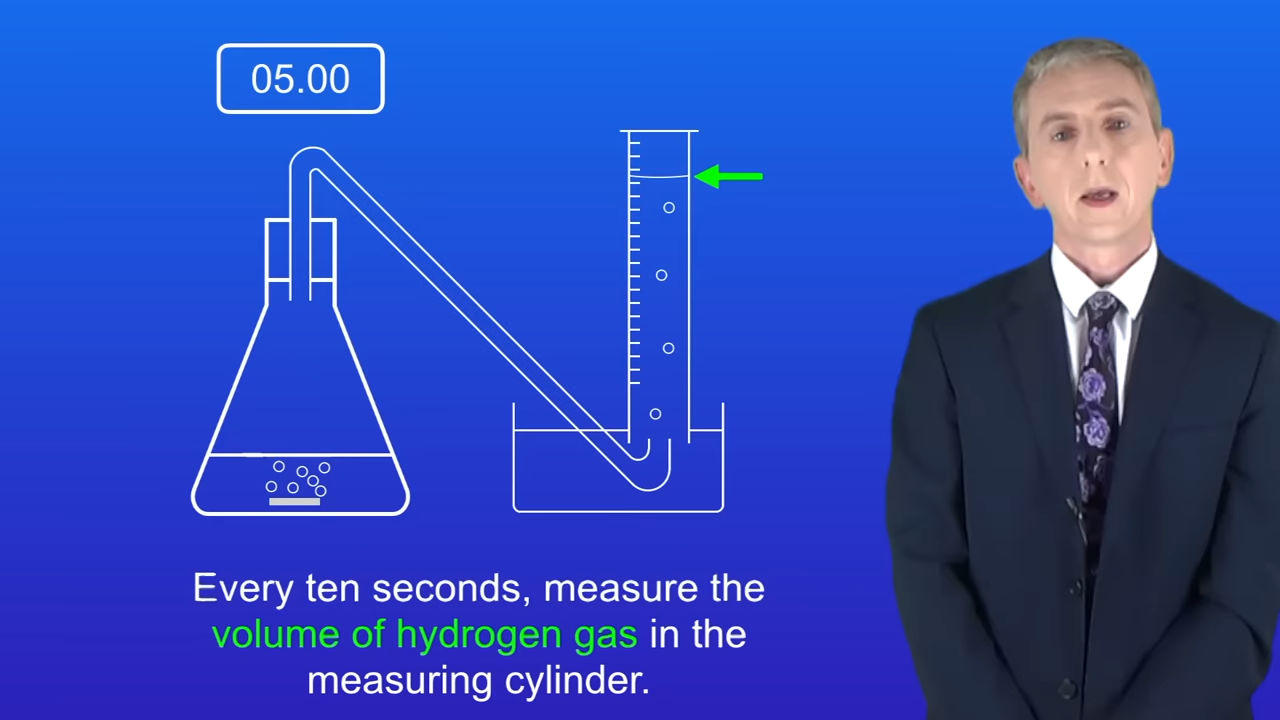 05.00
Every ten seconds, measure the
volume of hydrogen gas in the
measuring cylinder.